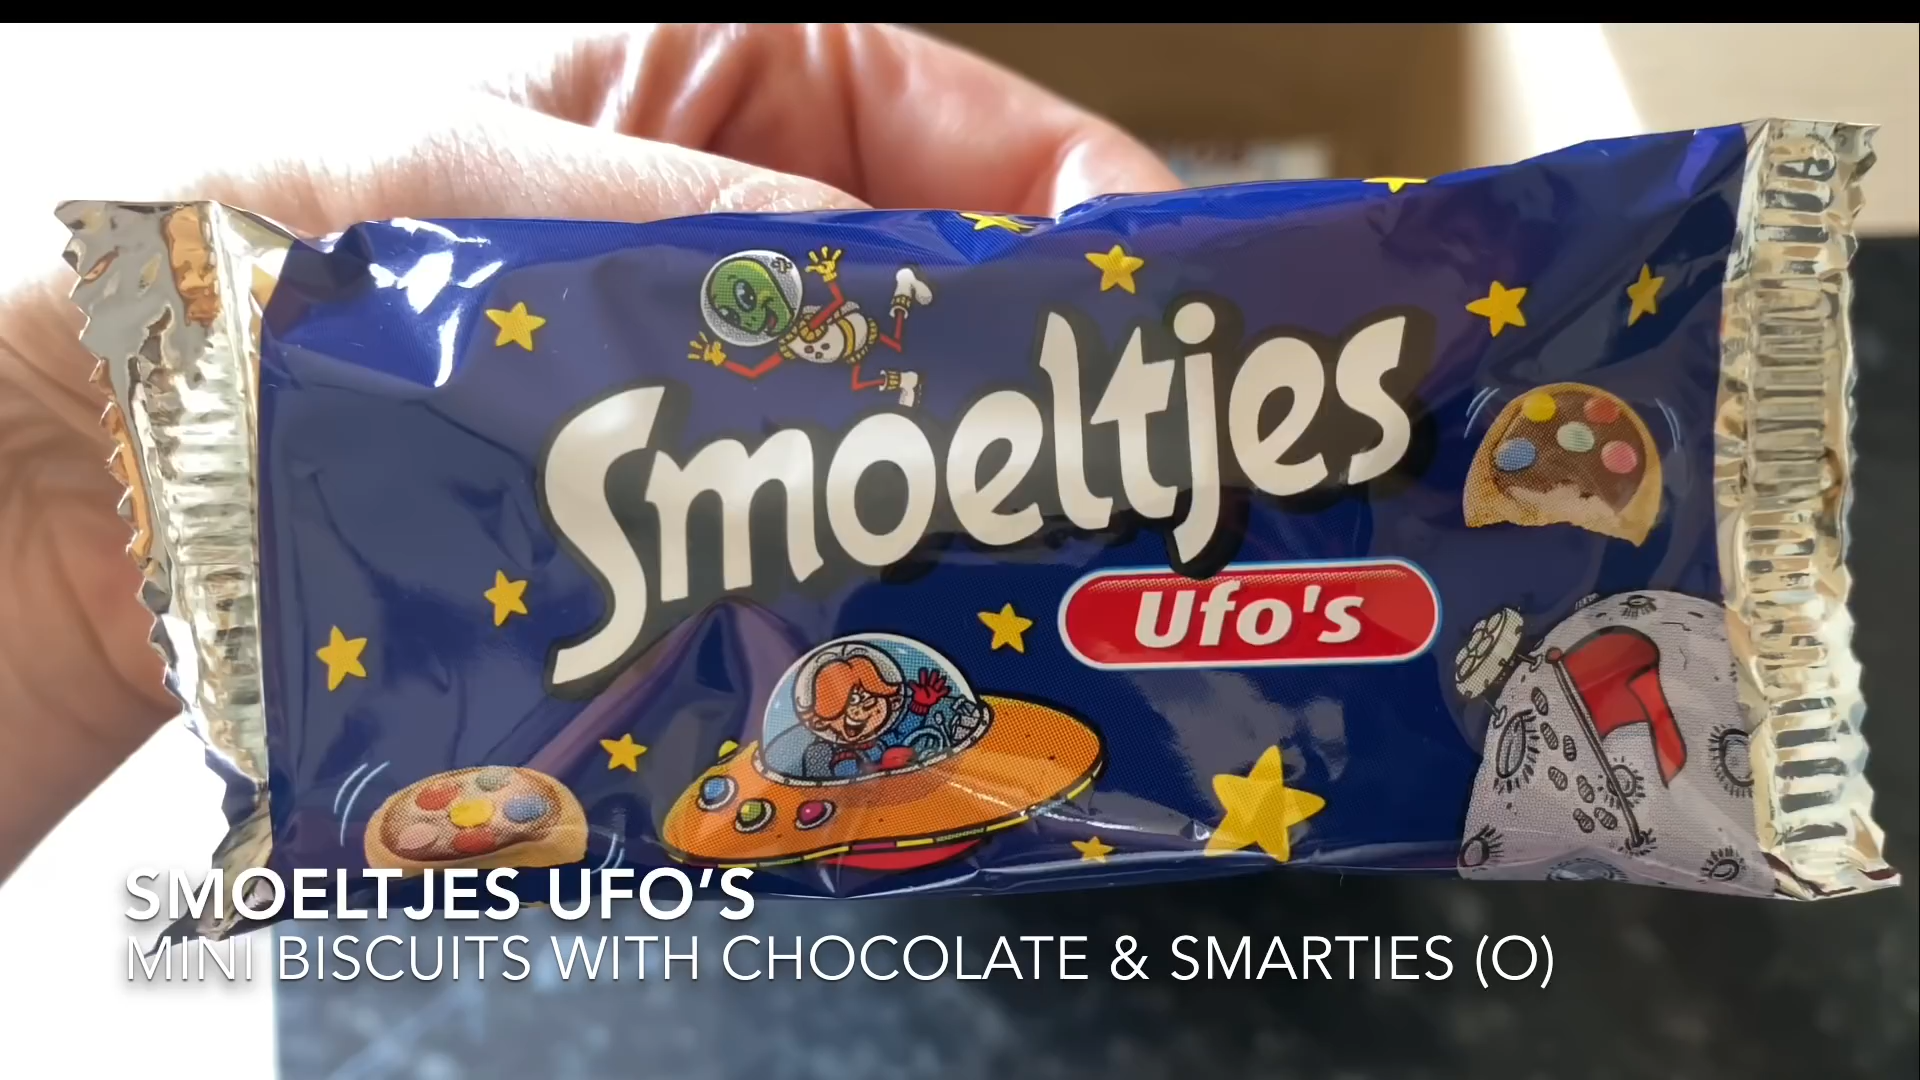 Smoeltjes
Ufo's
SMOELTJES UFO’S
MINI BISCUITS WITH CHOCOLATE & SMARTIES (O)